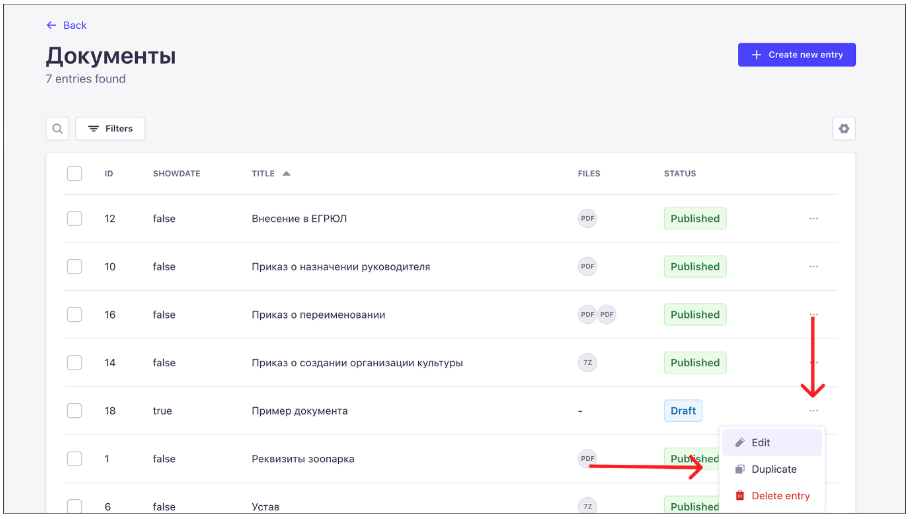 ← Back
Документы
7 entries found
+ Create new entry
Filters
ID SHOWDATE TITLE FILES STATUS
12 false Внесение в ЕГРЮЛ PDF Published ...
10 false Приказ о назначении руководителя PDF Published ...
16 false Приказ о переименовании PDF PDF Published ...
14 false Приказ о создании организации культуры 7Z Published ...
18 true Пример документа - Draft ...
Edit
1 false Реквизиты зоопарка PDF Published
Duplicate
Delete entry
6 false Устав 7Z Published